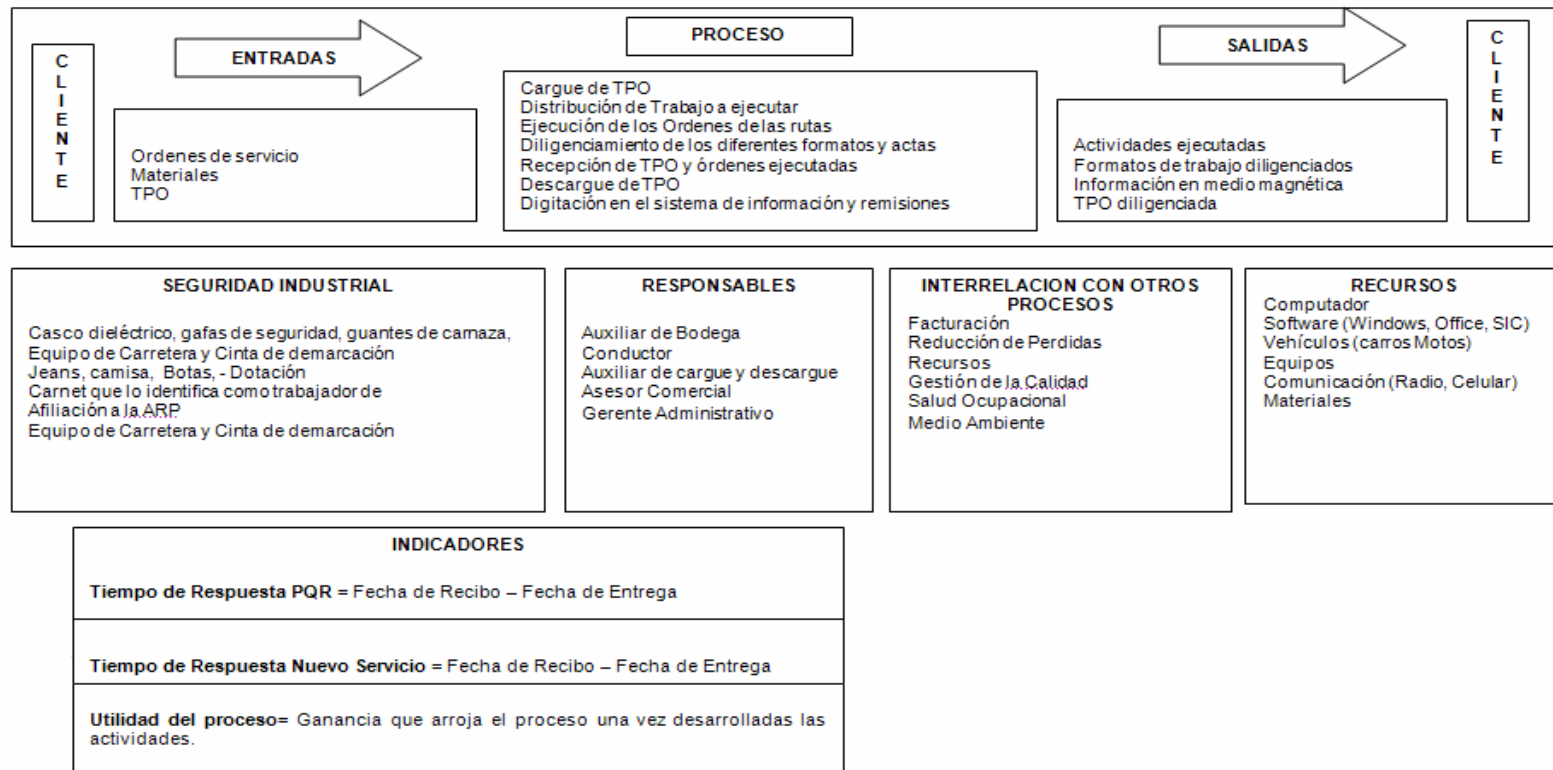 CLIENTE
ENTRADAS
Ordenes de servicio
Materiales
TPO
PROCESO
Cargue de TPO
Distribución de Trabajo a ejecutar
Ejecución de los Ordenes de las rutas
Diligenciamiento de los diferentes formatos y actas
Recepción de TPO y órdenes ejecutadas
Descargue de TPO
Digitación en el sistema de información y remisiones
SALIDAS
Actividades ejecutadas
Formatos de trabajo diligenciados
Información en medio magnética
TPO diligenciada
CLIENTE
SEGURIDAD INDUSTRIAL
Casco dieléctrico, gafas de seguridad, guantes de carnaza,
Equipo de Carretera y Cinta de demarcación
Jeans, camisa, Botas, - Dotación
Carnet que lo identifica como trabajador de
Afiliación a la ARP
Equipo de Carretera y Cinta de demarcación
RESPONSABLES
Auxiliar de Bodega
Conductor
Auxiliar de cargue y descargue
Asesor Comercial
Gerente Administrativo
INTERRELACION CON OTROS
PROCESOS
Facturación
Reducción de Perdidas
Recursos
Gestión de la Calidad
Salud Ocupacional
Medio Ambiente
RECURSOS
Computador
Software (Windows, Office, SIC)
Vehículos (carros Motos)
Equipos
Comunicación (Radio, Celular)
Materiales
INDICADORES
Tiempo de Respuesta PQR = Fecha de Recibo – Fecha de Entrega
Tiempo de Respuesta Nuevo Servicio = Fecha de Recibo – Fecha de Entrega
Utilidad del proceso= Ganancia que arroja el proceso una vez desarrolladas las
actividades.